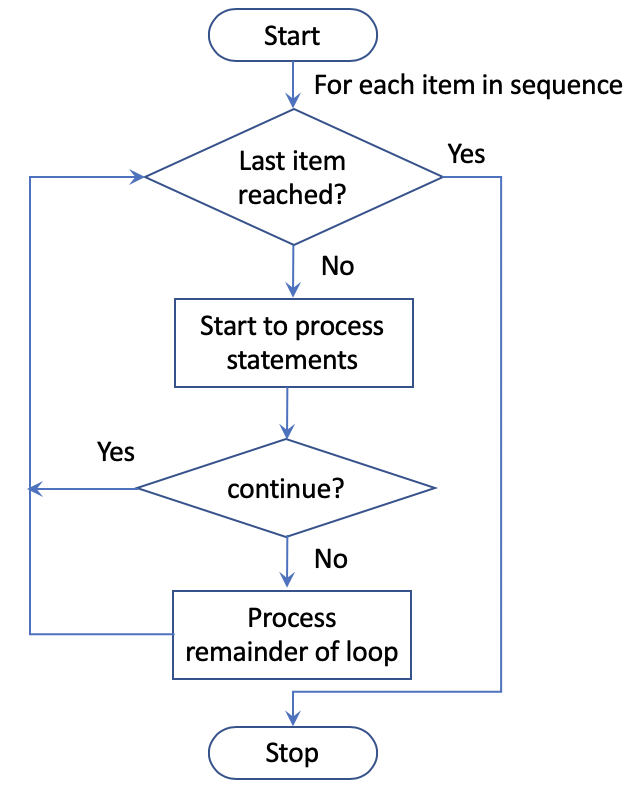 Start
For each item in sequence
Last item
reached?
Yes
No
Start to process
statements
Yes
continue?
No
Process
remainder of loop
Stop